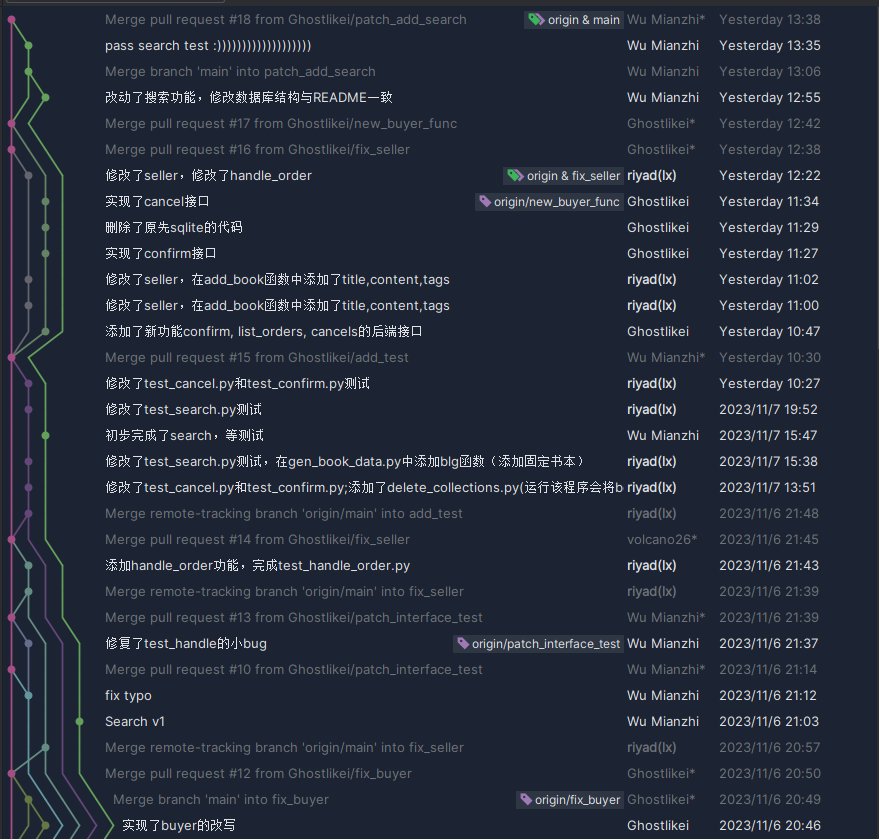 Merge pull request #18 from Ghostlikei/patch_add_search origin & main Wu Mianzhi* Yesterday 13:38
pass search test :))))))))))))))))))) Wu Mianzhi Yesterday 13:35
Merge branch 'main' into patch_add_search Wu Mianzhi Yesterday 13:06
改动了搜索功能，修改数据库结构与README一致 Wu Mianzhi Yesterday 12:55
Merge pull request #17 from Ghostlikei/new_buyer_func Ghostlikei* Yesterday 12:42
Merge pull request #16 from Ghostlikei/fix_seller Ghostlikei* Yesterday 12:38
修改了seller，修改了handle_order origin & fix_seller riyad(lx) Yesterday 12:22
实现了cancel接口 origin/new_buyer_func Ghostlikei Yesterday 11:34
删除了原先sqlite的代码 Ghostlikei Yesterday 11:29
实现了confirm接口 Ghostlikei Yesterday 11:27
修改了seller，在add_book函数中添加了title,content,tags riyad(lx) Yesterday 11:02
修改了seller，在add_book函数中添加了title,content,tags riyad(lx) Yesterday 11:00
添加了新功能confirm, list_orders, cancels的后端接口 Ghostlikei Yesterday 10:47
Merge pull request #15 from Ghostlikei/add_test Wu Mianzhi* Yesterday 10:30
修改了test_cancel.py和test_confirm.py测试 riyad(lx) Yesterday 10:27
修改了test_search.py测试 riyad(lx) 2023/11/7 19:52
初步完成了search，等测试 Wu Mianzhi 2023/11/7 15:47
修改了test_search.py测试，在gen_book_data.py中添加blg函数（添加固定书本） riyad(lx) 2023/11/7 15:38
修改了test_cancel.py和test_confirm.py;添加了delete_collections.py(运行该程序会将b riyad(lx) 2023/11/7 13:51
Merge remote-tracking branch 'origin/main' into add_test riyad(lx) 2023/11/6 21:48
Merge pull request #14 from Ghostlikei/fix_seller volcano26* 2023/11/6 21:45
添加handle_order功能，完成test_handle_order.py riyad(lx) 2023/11/6 21:43
Merge remote-tracking branch 'origin/main' into fix_seller riyad(lx) 2023/11/6 21:39
Merge pull request #13 from Ghostlikei/patch_interface_test Wu Mianzhi* 2023/11/6 21:39
修复了test_handle的小bug origin/patch_interface_test Wu Mianzhi 2023/11/6 21:37
Merge pull request #10 from Ghostlikei/patch_interface_test Wu Mianzhi* 2023/11/6 21:14
fix typo Wu Mianzhi 2023/11/6 21:12
Search v1 Wu Mianzhi 2023/11/6 21:03
Merge remote-tracking branch 'origin/main' into fix_seller riyad(lx) 2023/11/6 20:57
Merge pull request #12 from Ghostlikei/fix_buyer Ghostlikei* 2023/11/6 20:50
Merge branch 'main' into fix_buyer origin/fix_buyer Ghostlikei* 2023/11/6 20:49
实现了buyer的改写 Ghostlikei 2023/11/6 20:46